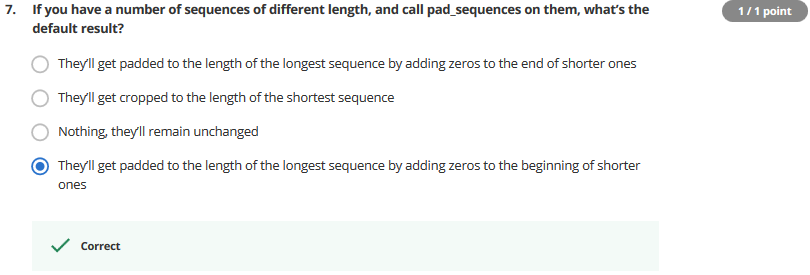 7. If you have a number of sequences of different length, and call pad_sequences on them, what's the
1 / 1 point
default result?
They'll get padded to the length of the longest sequence by adding zeros to the end of shorter ones
They'll get cropped to the length of the shortest sequence
Nothing, they'll remain unchanged
They'll get padded to the length of the longest sequence by adding zeros to the beginning of shorter
ones
Correct